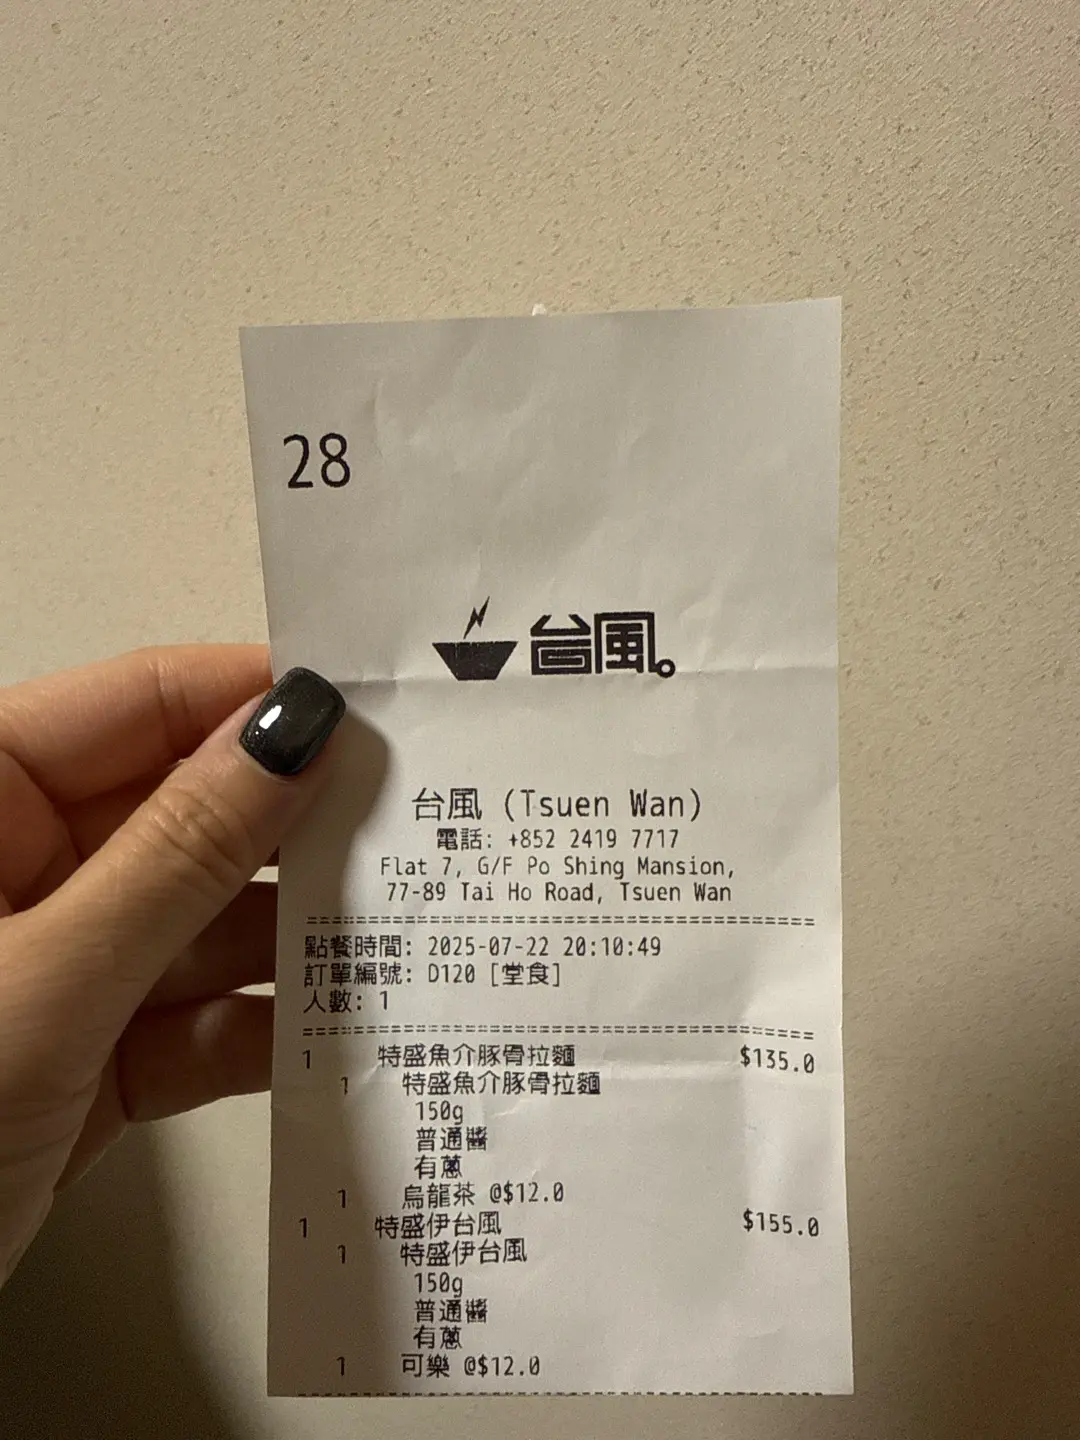 28
台風。
台風 (Tsuen Wan)
電話: +852 2419 7717
Flat 7, G/F Po Shing Mansion,
77-89 Tai Ho Road, Tsuen Wan
點餐時間: 2025-07-22 20:10:49
訂單編號: D120 [堂食]
人數: 1
1 特盛魚介豚骨拉麵 $135.0
1 特盛魚介豚骨拉麵
150g
普通醬
有蔥
1 烏龍茶 @$12.0
1 特盛伊台風 $155.0
1 特盛伊台風
150g
普通醬
有蔥
1 可樂 @$12.0